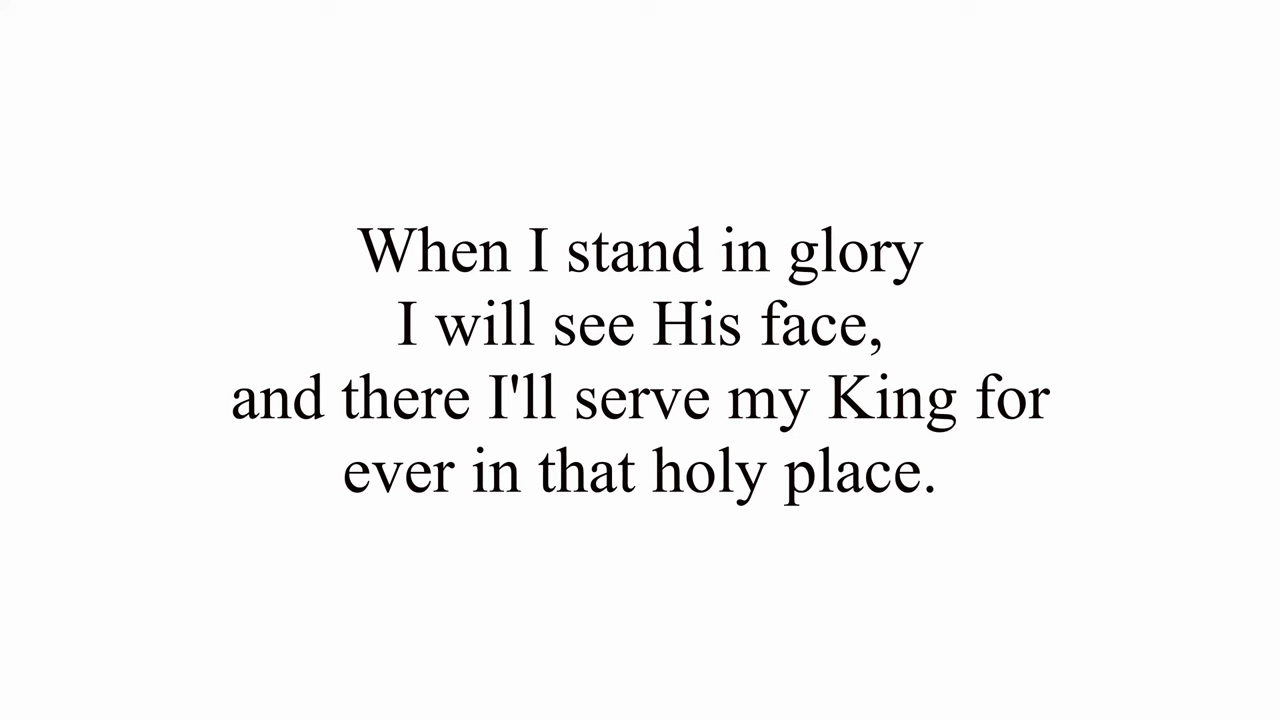 When I stand in glory
I will see His face,
and there I'll serve my King for
ever in that holy place.